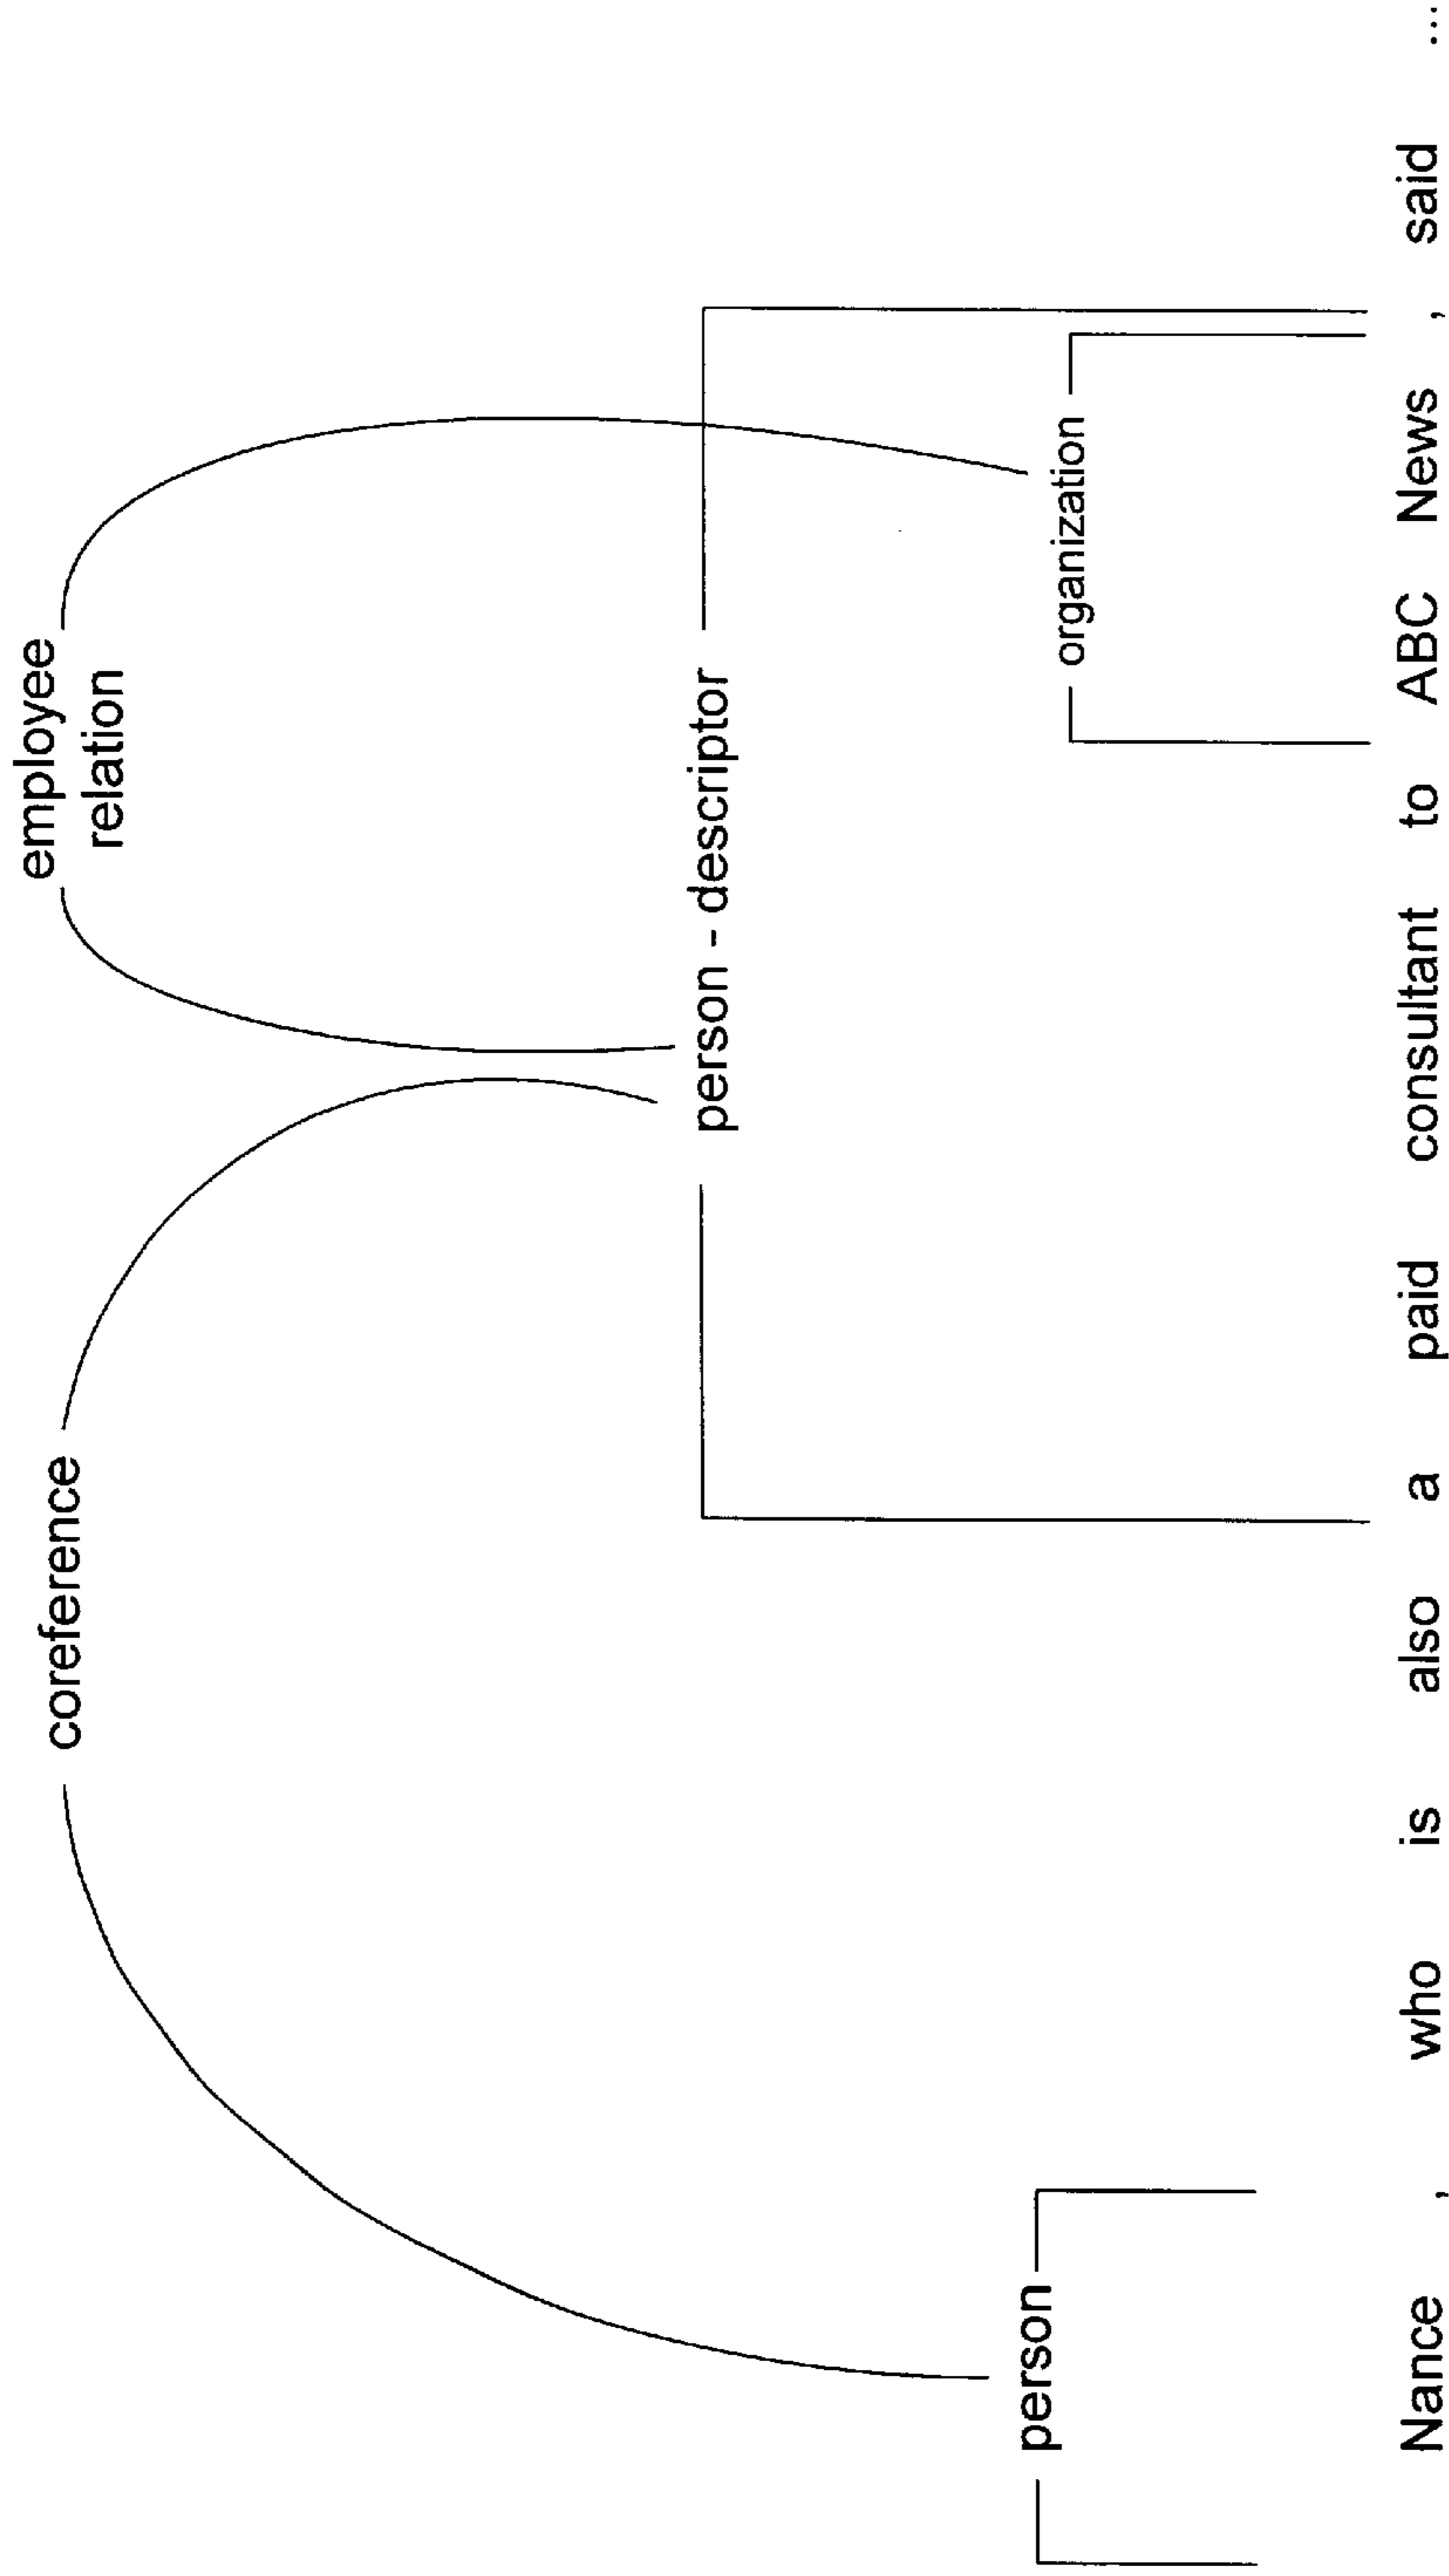 employee
relation
coreference
person - descriptor
organization
person
Nance , who is also a paid consultant to ABC News , said ...